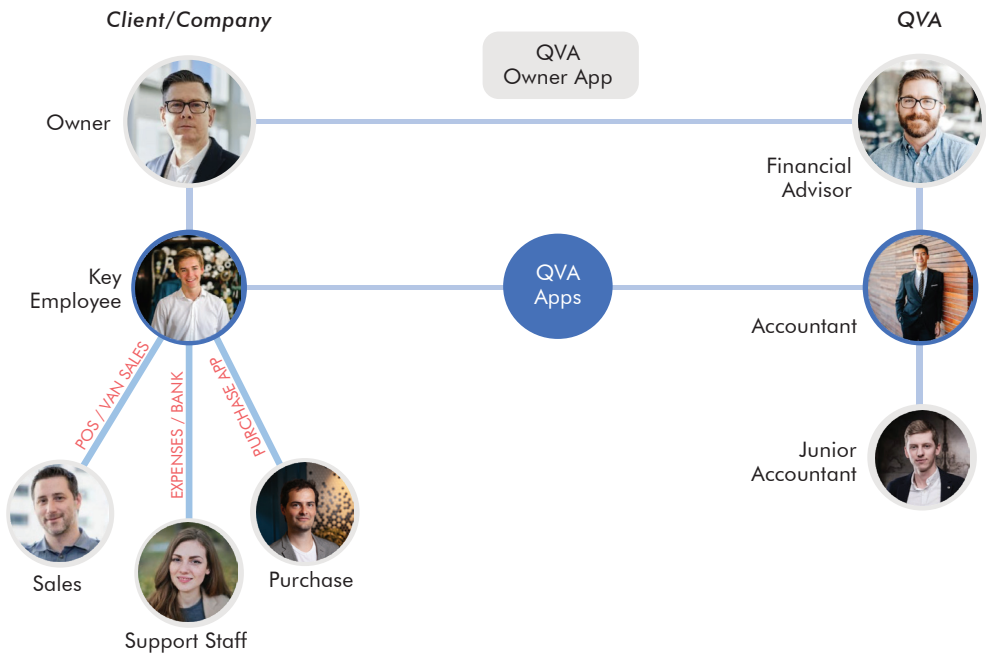 Client/Company
QVA
QVA
Owner App
Owner
Financial
Advisor
Key
Employee
QVA
Apps
Accountant
POS / VAN SALES
EXPENSES / BANK
PURCHASE APP
Junior
Accountant
Sales
Purchase
Support Staff